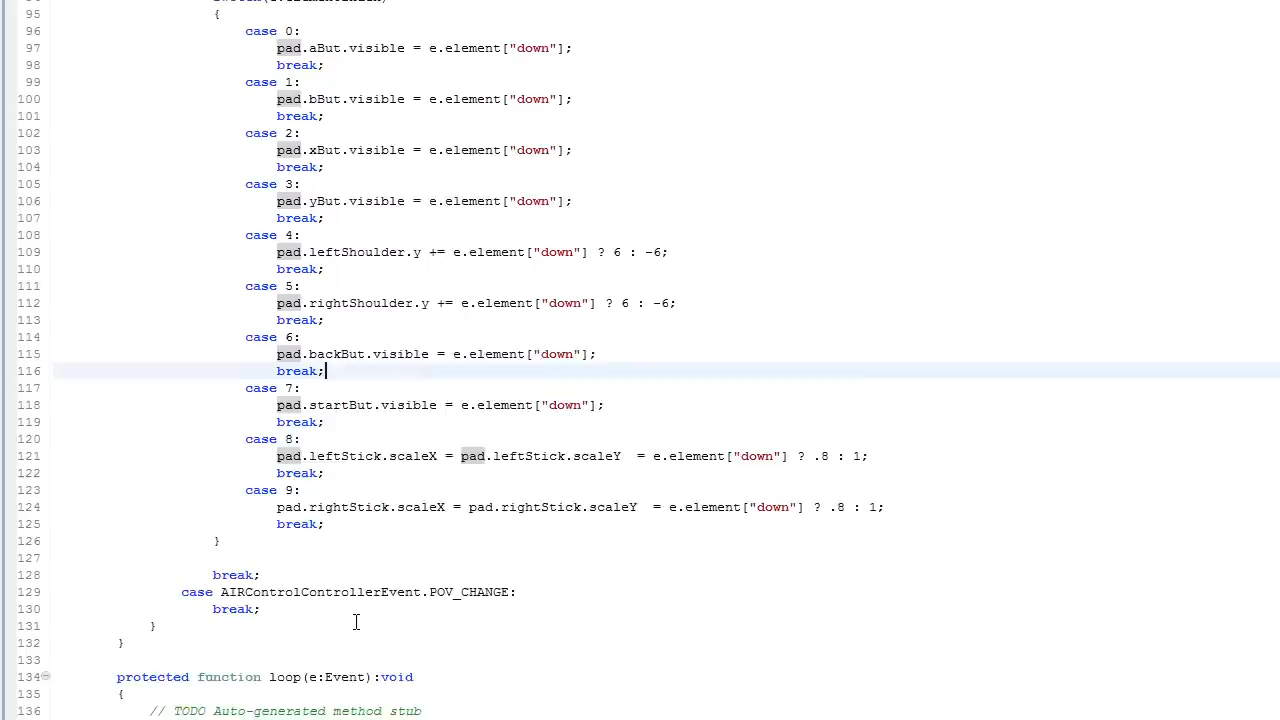 95 {
96 case 0:
97 pad.aBut.visible = e.element["down"];
98 break;
99 case 1:
100 pad.bBut.visible = e.element["down"];
101 break;
102 case 2:
103 pad.xBut.visible = e.element["down"];
104 break;
105 case 3:
106 pad.yBut.visible = e.element["down"];
107 break;
108 case 4:
109 pad.leftShoulder.y += e.element["down"] ? 6 : -6;
110 break;
111 case 5:
112 pad.rightShoulder.y += e.element["down"] ? 6 : -6;
113 break;
114 case 6:
115 pad.backBut.visible = e.element["down"];
116 break;
117 case 7:
118 pad.startBut.visible = e.element["down"];
119 break;
120 case 8:
121 pad.leftStick.scaleX = pad.leftStick.scaleY  = e.element["down"] ? .8 : 1;
122 break;
123 case 9:
124 pad.rightStick.scaleX = pad.rightStick.scaleY  = e.element["down"] ? .8 : 1;
125 break;
126 }
127
128 break;
129 case AIRControlControllerEvent.POV_CHANGE:
130 break;
131 }
132 }
133
134 protected function loop(e:Event):void
135 {
136 // TODO Auto-generated method stub